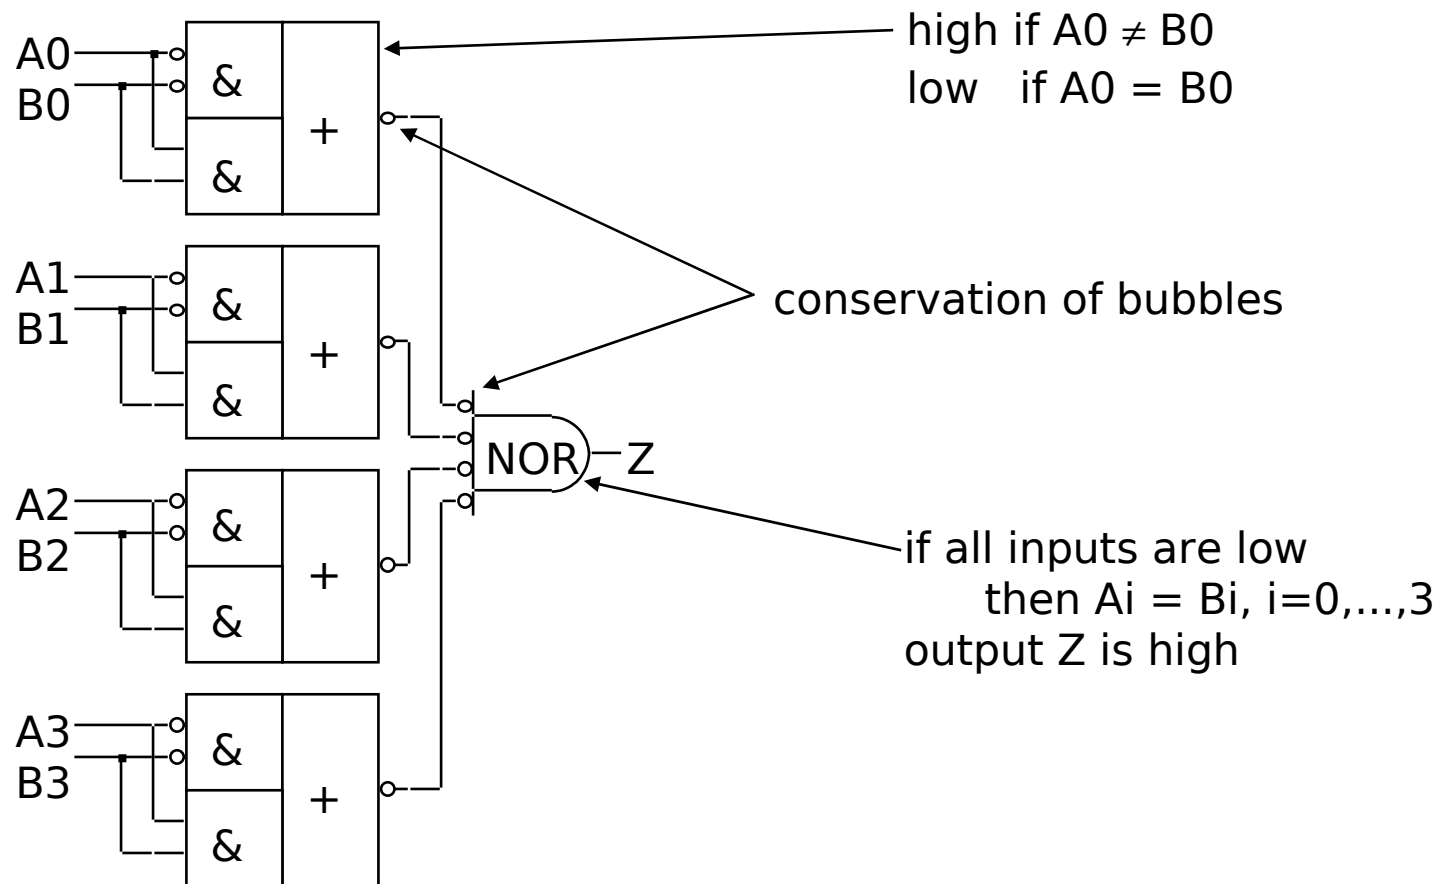 A0
B0
&
&
+
high if A0 ≠ B0
low if A0 = B0
A1
B1
&
&
+
conservation of bubbles
NOR
Z
A2
B2
&
&
+
if all inputs are low
then Ai = Bi, i=0,...,3
output Z is high
A3
B3
&
&
+